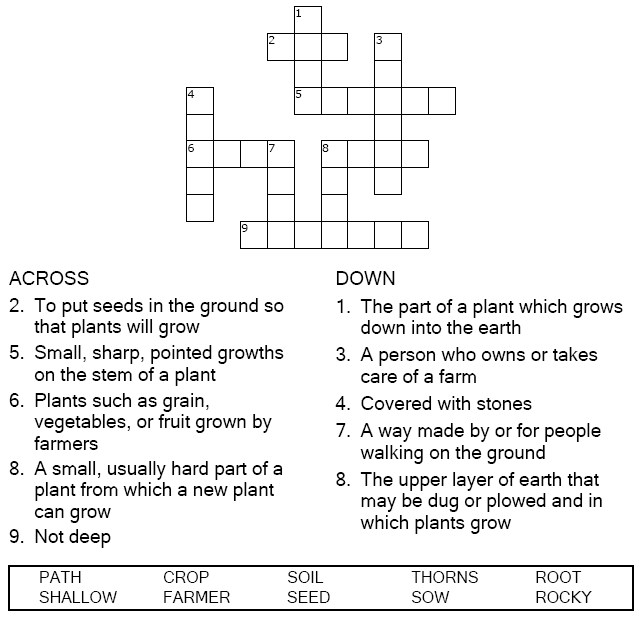 1
2
3
4
5
6
7
8
9
ACROSS
2. To put seeds in the ground so
that plants will grow
5. Small, sharp, pointed growths
on the stem of a plant
6. Plants such as grain,
vegetables, or fruit grown by
farmers
8. A small, usually hard part of a
plant from which a new plant
can grow
9. Not deep
DOWN
1. The part of a plant which grows
down into the earth
3. A person who owns or takes
care of a farm
4. Covered with stones
7. A way made by or for people
walking on the ground
8. The upper layer of earth that
may be dug or plowed and in
which plants grow
PATH CROP SOIL THORNS ROOT
SHALLOW FARMER SEED SOW ROCKY